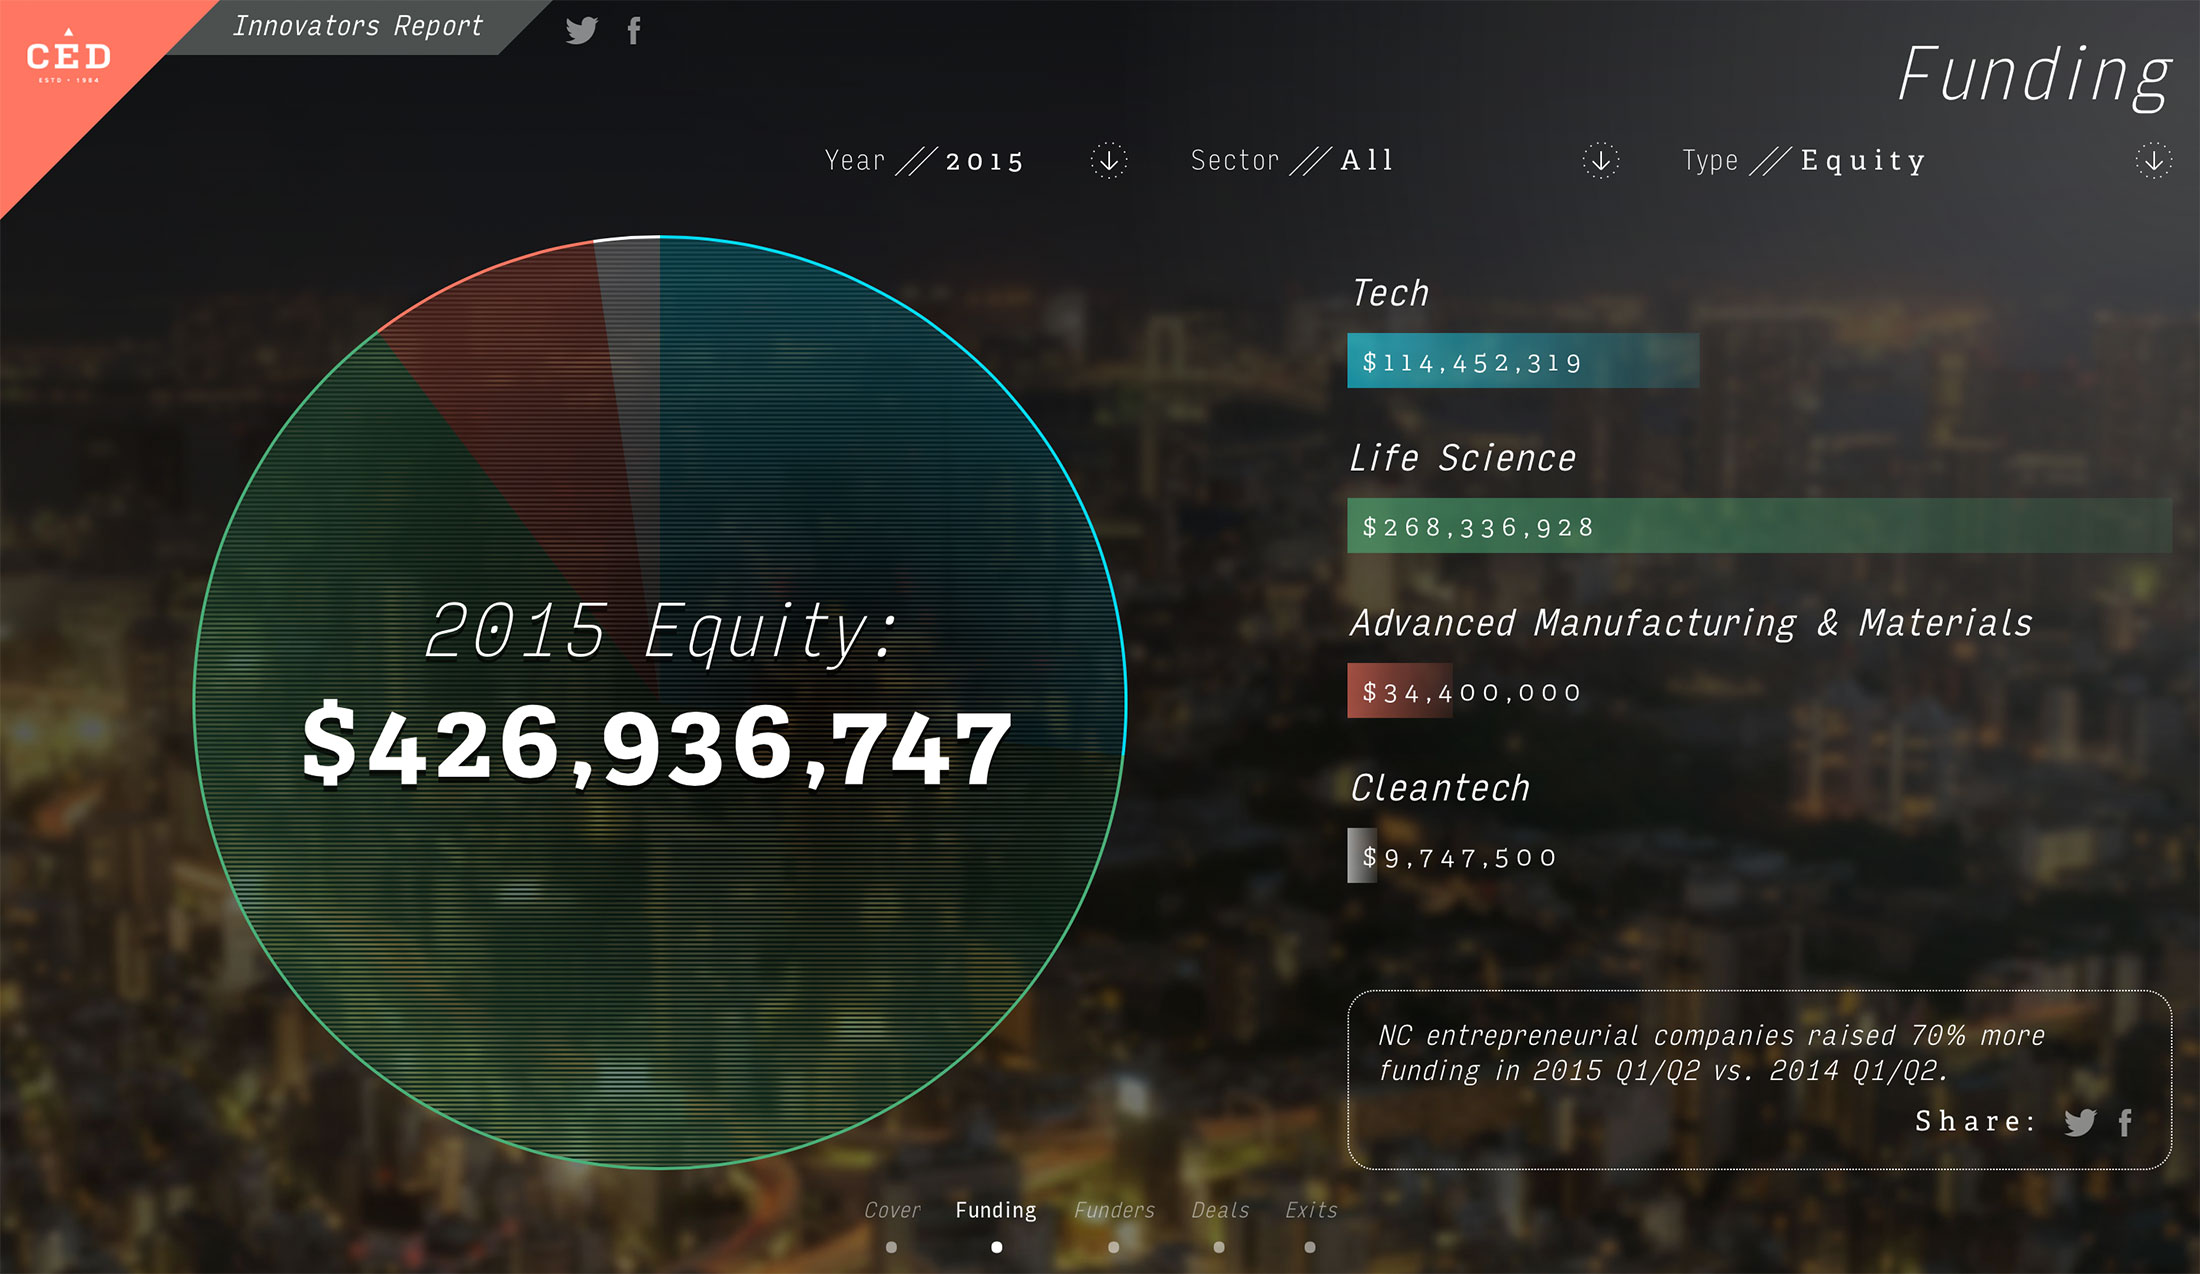 CED
ESTD • 1984
Innovators Report
Funding
Year // 2015
Sector // All
Type // Equity
2015 Equity:
$426,936,747
Tech
$114,452,319
Life Science
$268,336,928
Advanced Manufacturing & Materials
$34,400,000
Cleantech
$9,747,500
NC entrepreneurial companies raised 70% more
funding in 2015 Q1/Q2 vs. 2014 Q1/Q2.
Share:
Cover
Funding
Funders
Deals
Exits